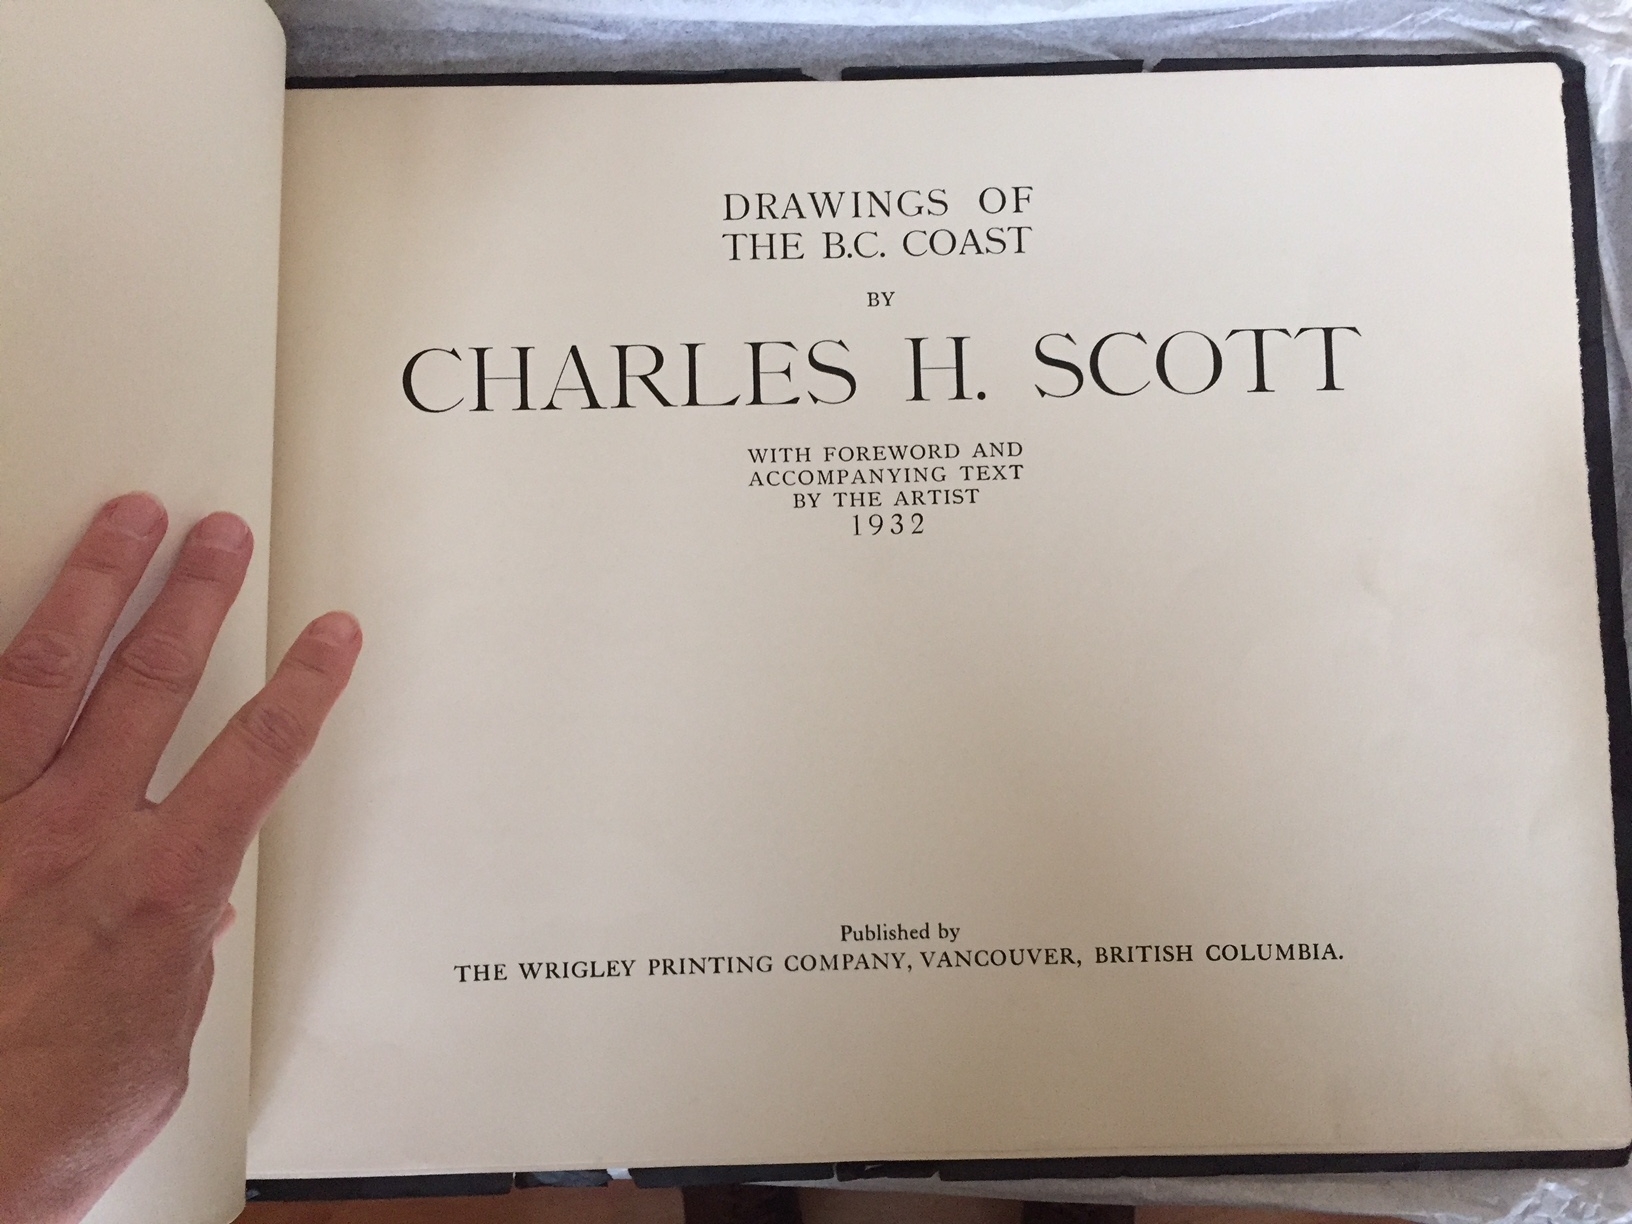 DRAWINGS OF
THE B.C. COAST
BY
CHARLES H. SCOTT
WITH FOREWORD AND
ACCOMPANYING TEXT
BY THE ARTIST
1932
Published by
THE WRIGLEY PRINTING COMPANY, VANCOUVER, BRITISH COLUMBIA.